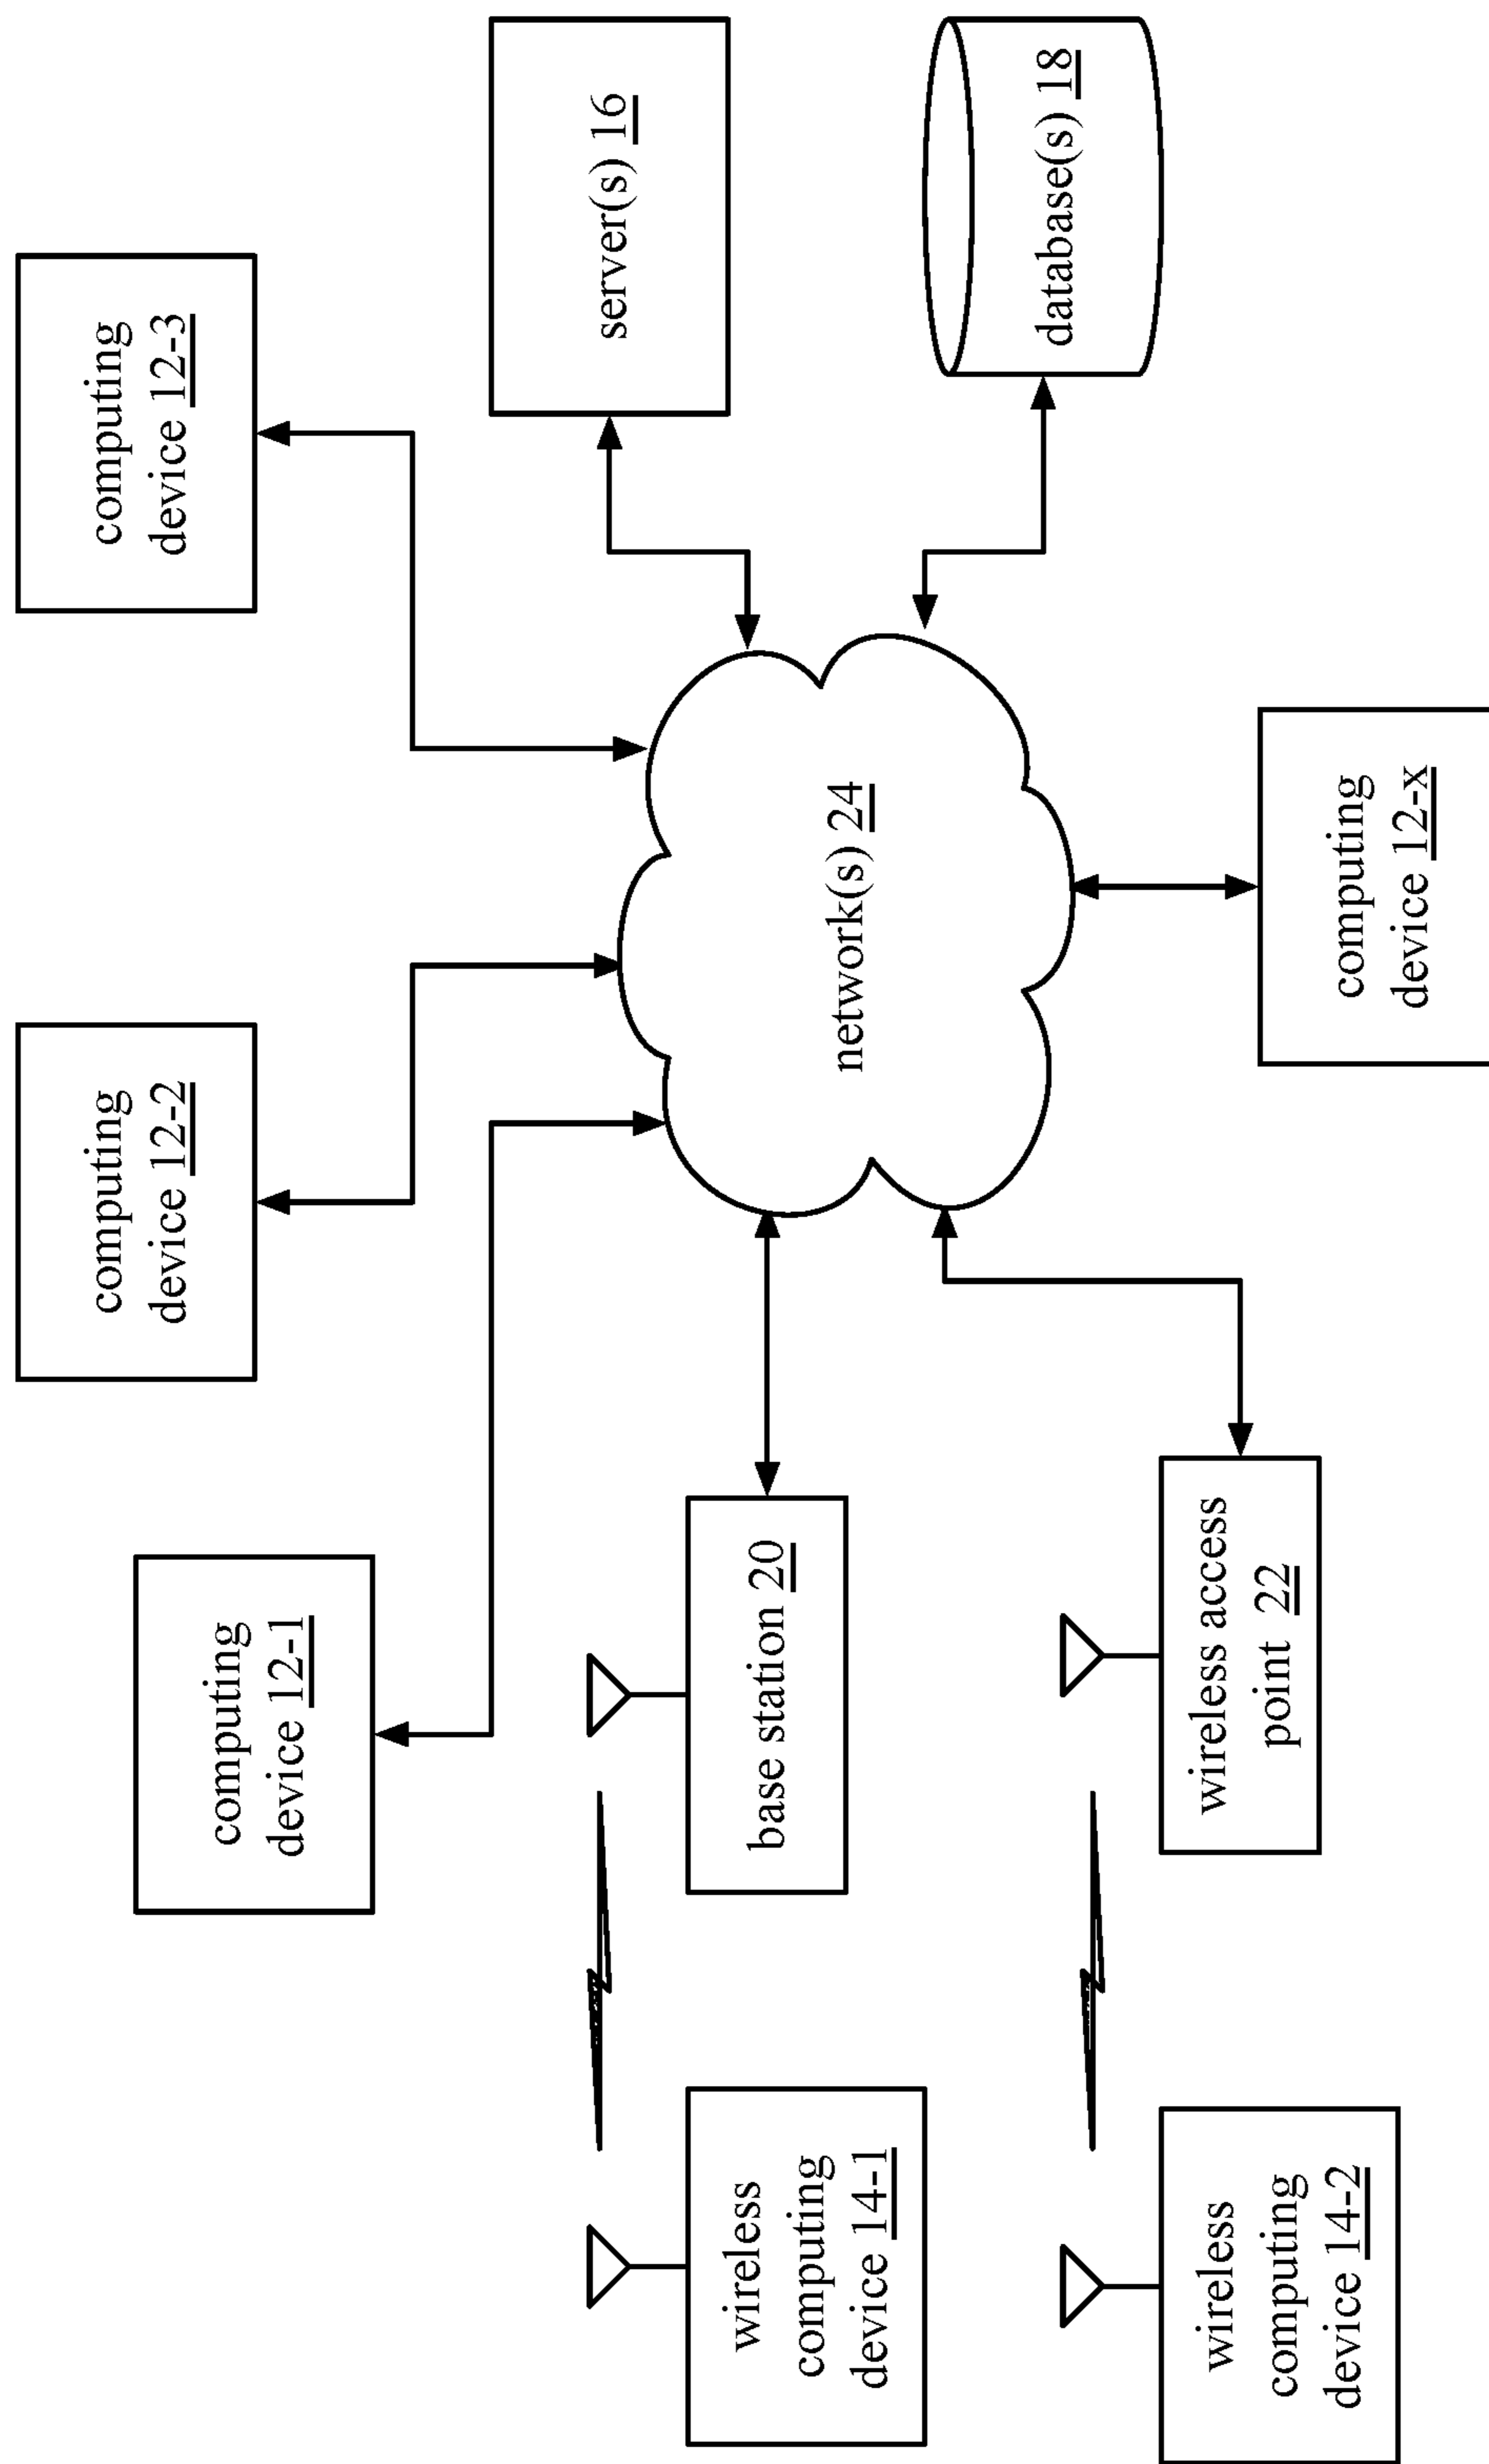 computing
device 12-1
computing
device 12-2
computing
device 12-3
wireless
computing
device 14-1
base station 20
network(s) 24
server(s) 16
wireless
computing
device 14-2
wireless access
point 22
computing
device 12-x
database(s) 18